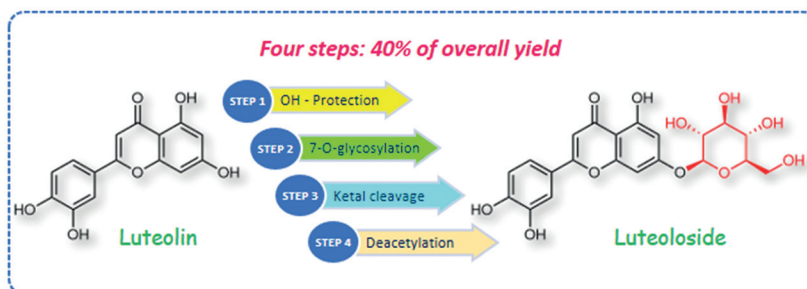 Four steps: 40% of overall yield
STEP 1 OH - Protection
STEP 2 7-O-glycosylation
STEP 3 Ketal cleavage
STEP 4 Deacetylation
O OH
O OH
HO
OH
Luteolin
O OH OH
HO OH
HO
O O O OH
HO
OH
Luteoloside